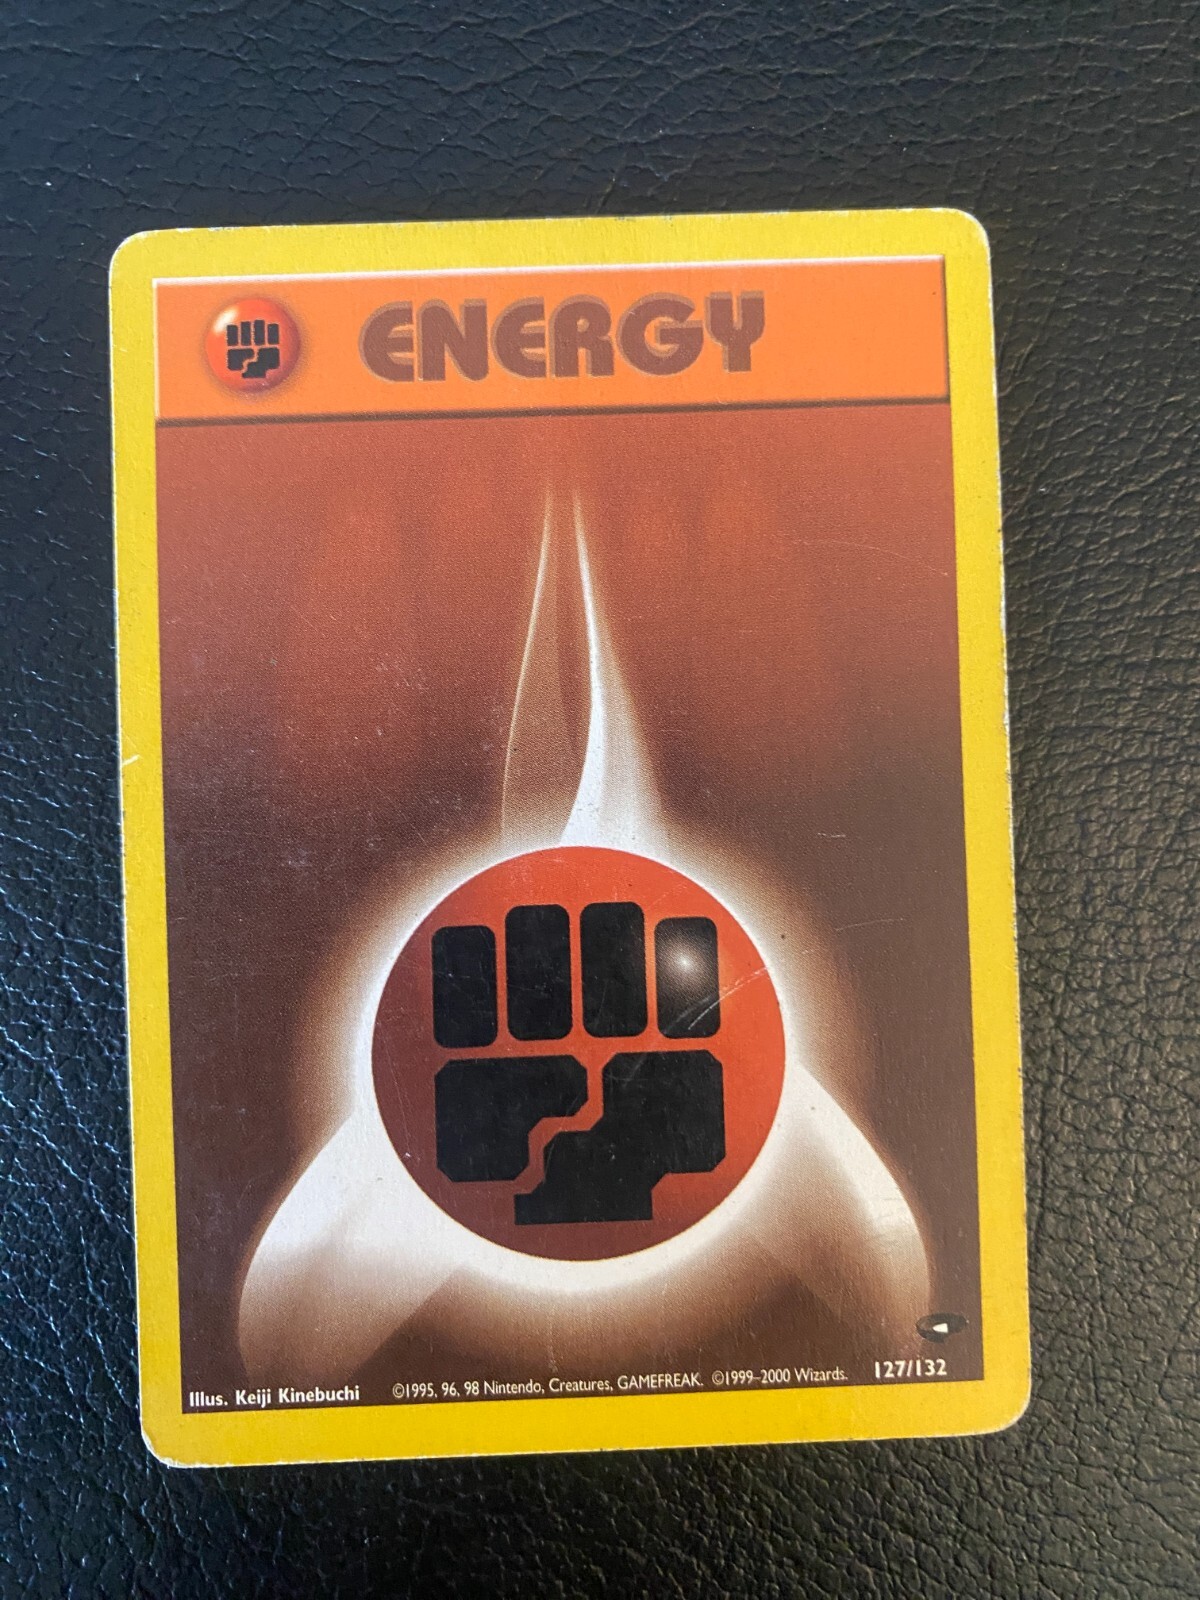 ENERGY
Illus. Keiji Kinebuchi ©1995, 96, 98 Nintendo, Creatures, GAMEFREAK. ©1999–2000 Wizards. 127/132